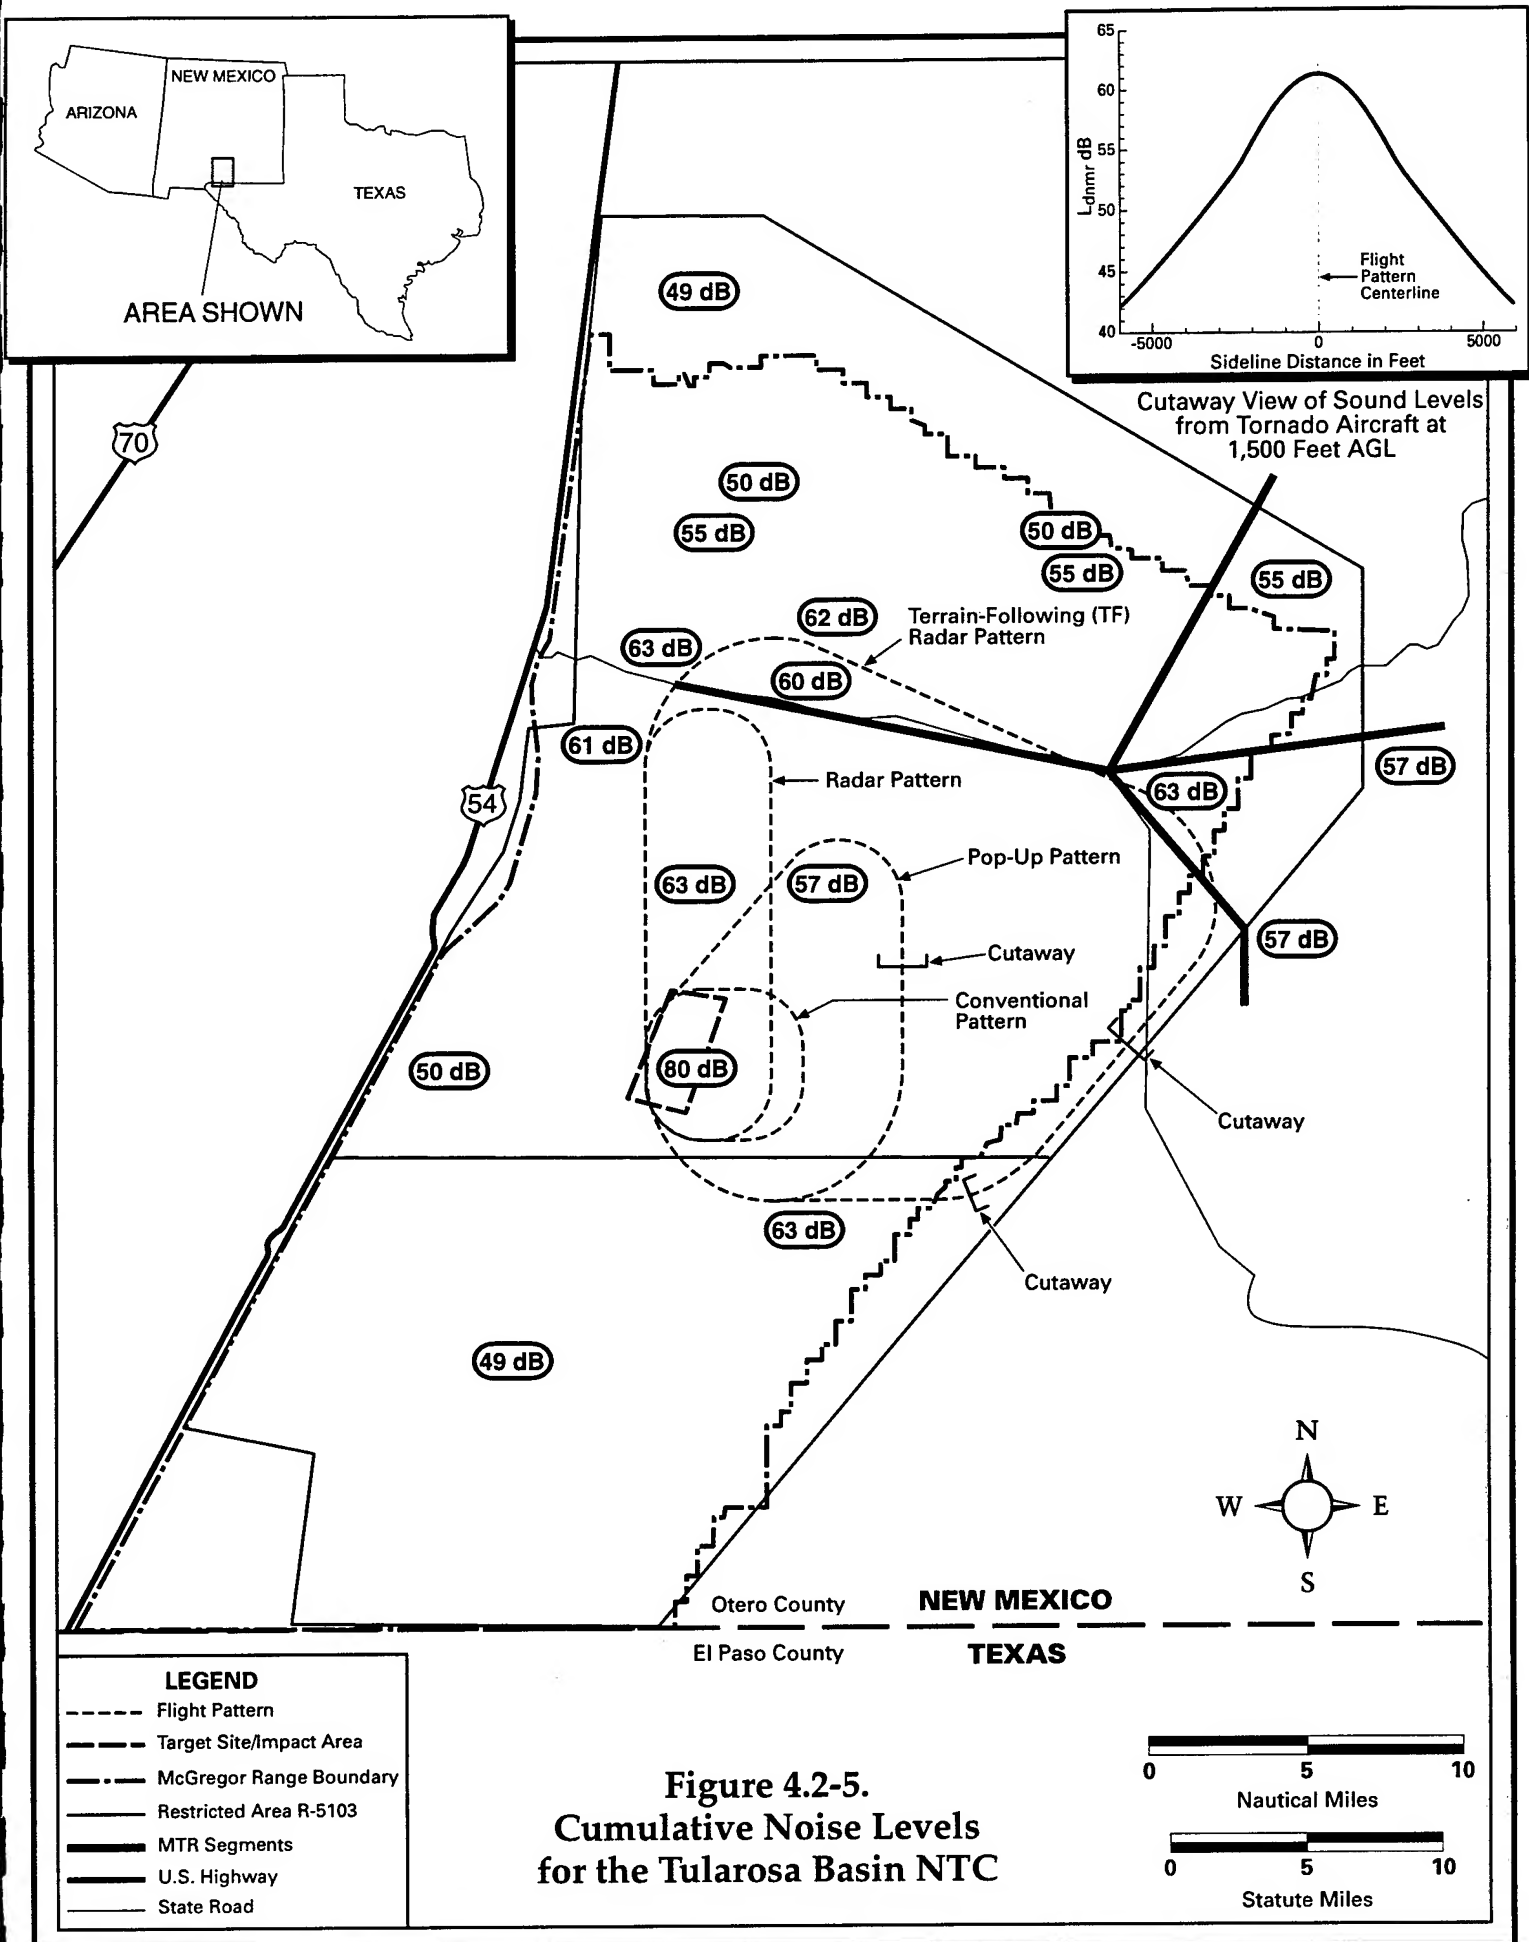 NEW MEXICO
ARIZONA
TEXAS
AREA SHOWN
65
60
55
50
45
40
Ldnmr dB
Flight
Pattern
Centerline
-5000
0
5000
Sideline Distance in Feet
Cutaway View of Sound Levels
from Tornado Aircraft at
1,500 Feet AGL
70
49 dB
50 dB
55 dB
50 dB
55 dB
55 dB
62 dB
Terrain-Following (TF)
Radar Pattern
63 dB
60 dB
61 dB
57 dB
Radar Pattern
63 dB
54
Pop-Up Pattern
63 dB
57 dB
57 dB
Cutaway
Conventional
Pattern
50 dB
80 dB
Cutaway
63 dB
Cutaway
49 dB
N
W
E
S
Otero County
NEW MEXICO
El Paso County
TEXAS
LEGEND
Flight Pattern
Target Site/Impact Area
McGregor Range Boundary
Restricted Area R-5103
MTR Segments
U.S. Highway
State Road
Figure 4.2-5.
Cumulative Noise Levels
for the Tularosa Basin NTC
0
5
10
Nautical Miles
0
5
10
Statute Miles